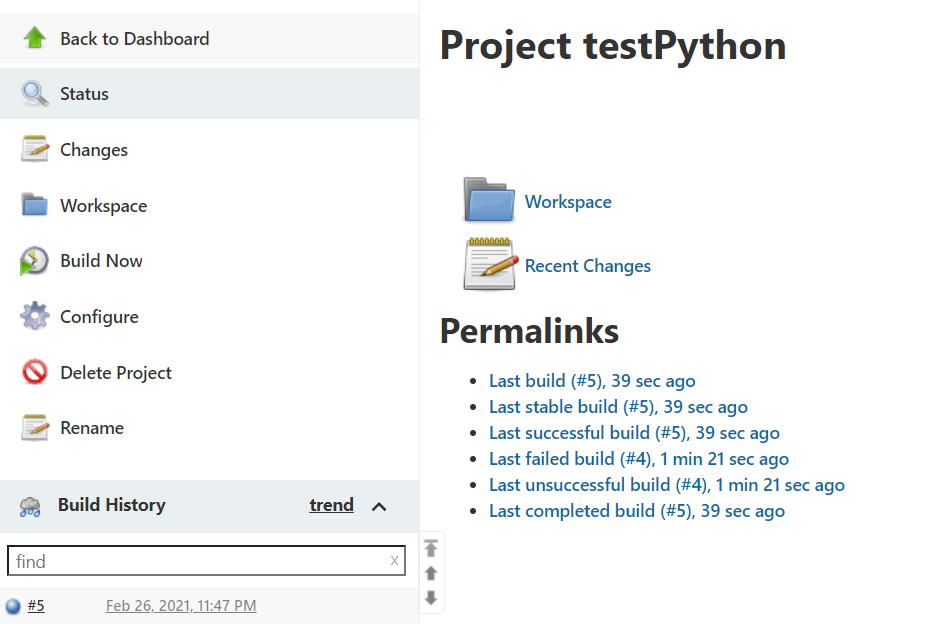 Back to Dashboard
Status
Changes
Workspace
Build Now
Configure
Delete Project
Rename
Build History trend
find x
#5 Feb 26, 2021, 11:47 PM
Project testPython
Workspace
Recent Changes
Permalinks
Last build (#5), 39 sec ago
Last stable build (#5), 39 sec ago
Last successful build (#5), 39 sec ago
Last failed build (#4), 1 min 21 sec ago
Last unsuccessful build (#4), 1 min 21 sec ago
Last completed build (#5), 39 sec ago